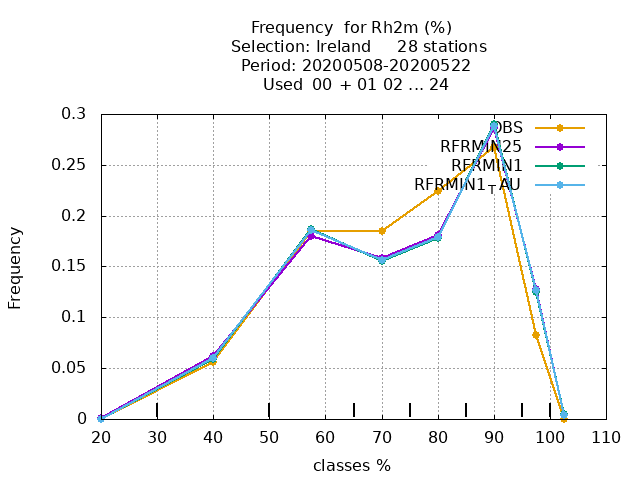 Frequency for Rh2m (%)
Selection: Ireland 28 stations
Period: 20200508-20200522
Used 00 + 01 02 ... 24
0.3
OBS
RFRMIN25
0.25
RFRMIN1
RFRMIN1_TAU
0.2
0.15
0.1
0.05
0
Frequency
20 30 40 50 60 70 80 90 100 110
classes %